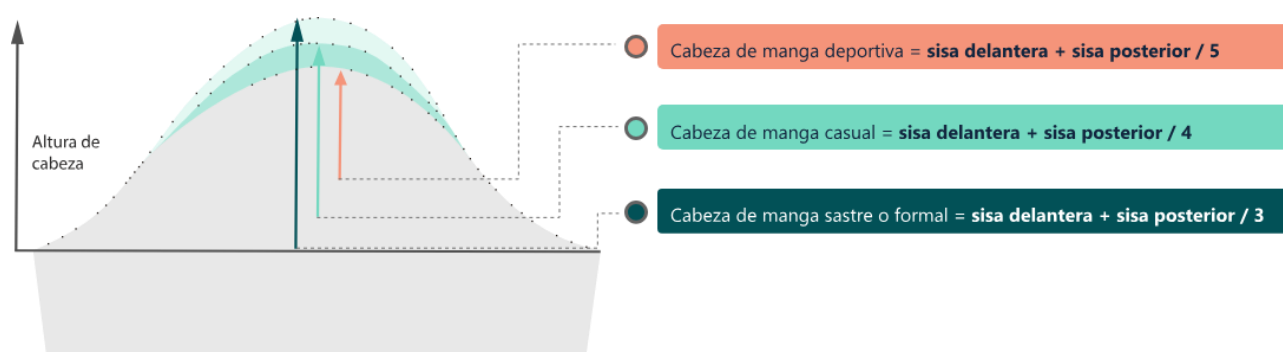 Cabeza de manga deportiva = sisa delantera + sisa posterior / 5
Cabeza de manga casual = sisa delantera + sisa posterior / 4
Altura de
cabeza
Cabeza de manga sastre o formal = sisa delantera + sisa posterior / 3